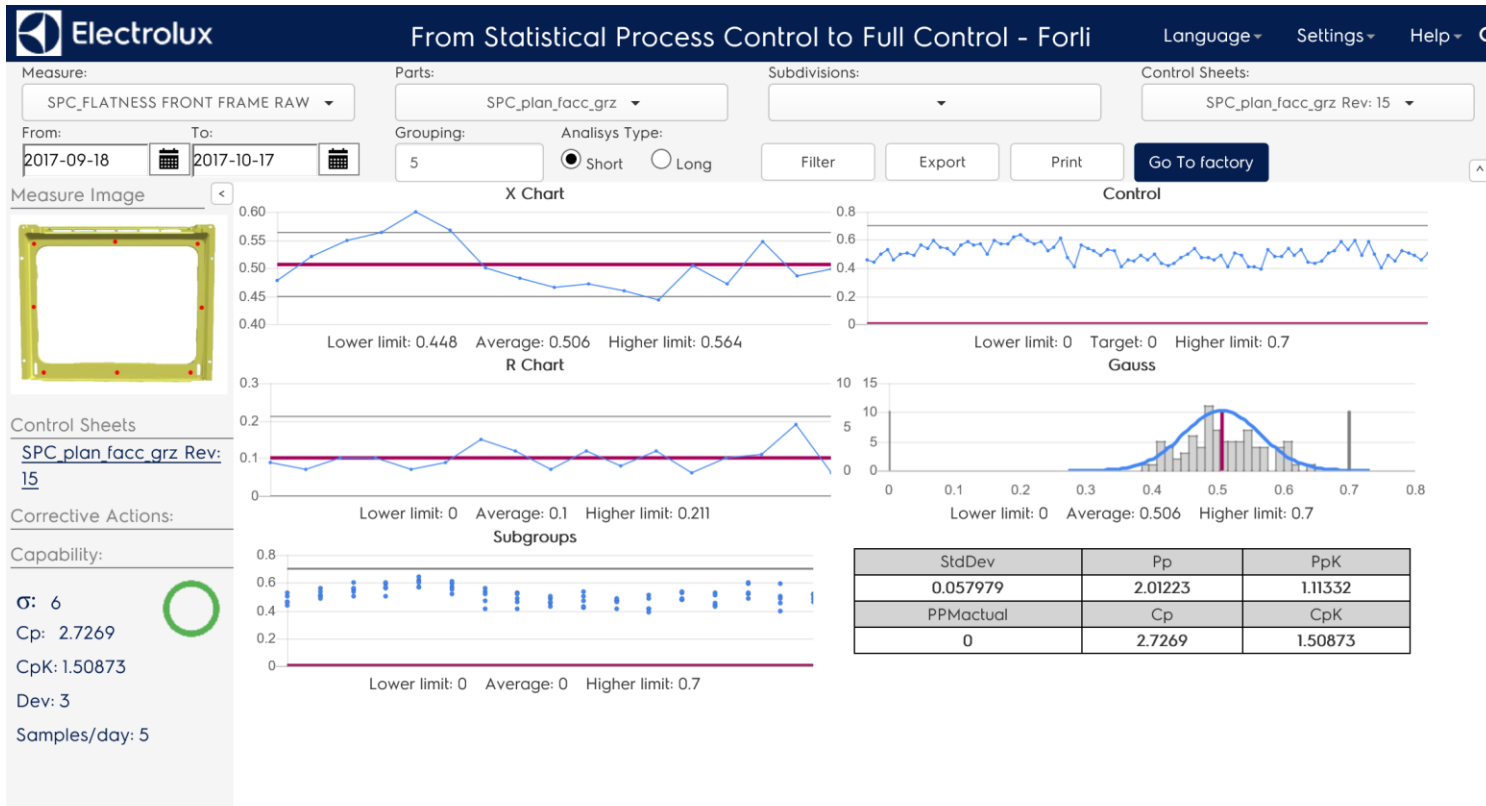 Electrolux
From Statistical Process Control to Full Control - Forli
Language
Settings
Help
Measure:
Parts:
Subdivisions:
Control Sheets:
SPC_FLATNESS FRONT FRAME RAW
SPC_plan_facc_grz
SPC_plan_facc_grz Rev: 15
From:
To:
Grouping:
Analisys Type:
2017-09-18
2017-10-17
5
Short
Long
Filter
Export
Print
Go To factory
^
Measure Image
<
Control Sheets
SPC_plan_facc_grz Rev:
15
Corrective Actions:
Capability:
σ: 6
Cp: 2.7269
CpK: 1.50873
Dev: 3
Samples/day: 5
X Chart
0.60
0.55
0.50
0.45
0.40
Lower limit: 0.448 Average: 0.506 Higher limit: 0.564
Control
0.8
0.6
0.4
0.2
0
Lower limit: 0 Target: 0 Higher limit: 0.7
R Chart
0.3
0.2
0.1
0
Lower limit: 0 Average: 0.1 Higher limit: 0.211
Gauss
10 15
10
5
5
0 0
0 0.1 0.2 0.3 0.4 0.5 0.6 0.7 0.8
Lower limit: 0 Average: 0.506 Higher limit: 0.7
Subgroups
0.8
0.6
0.4
0.2
0
Lower limit: 0 Average: 0 Higher limit: 0.7
StdDev Pp PpK
0.057979 2.01223 1.11332
PPMactual Cp CpK
0 2.7269 1.50873